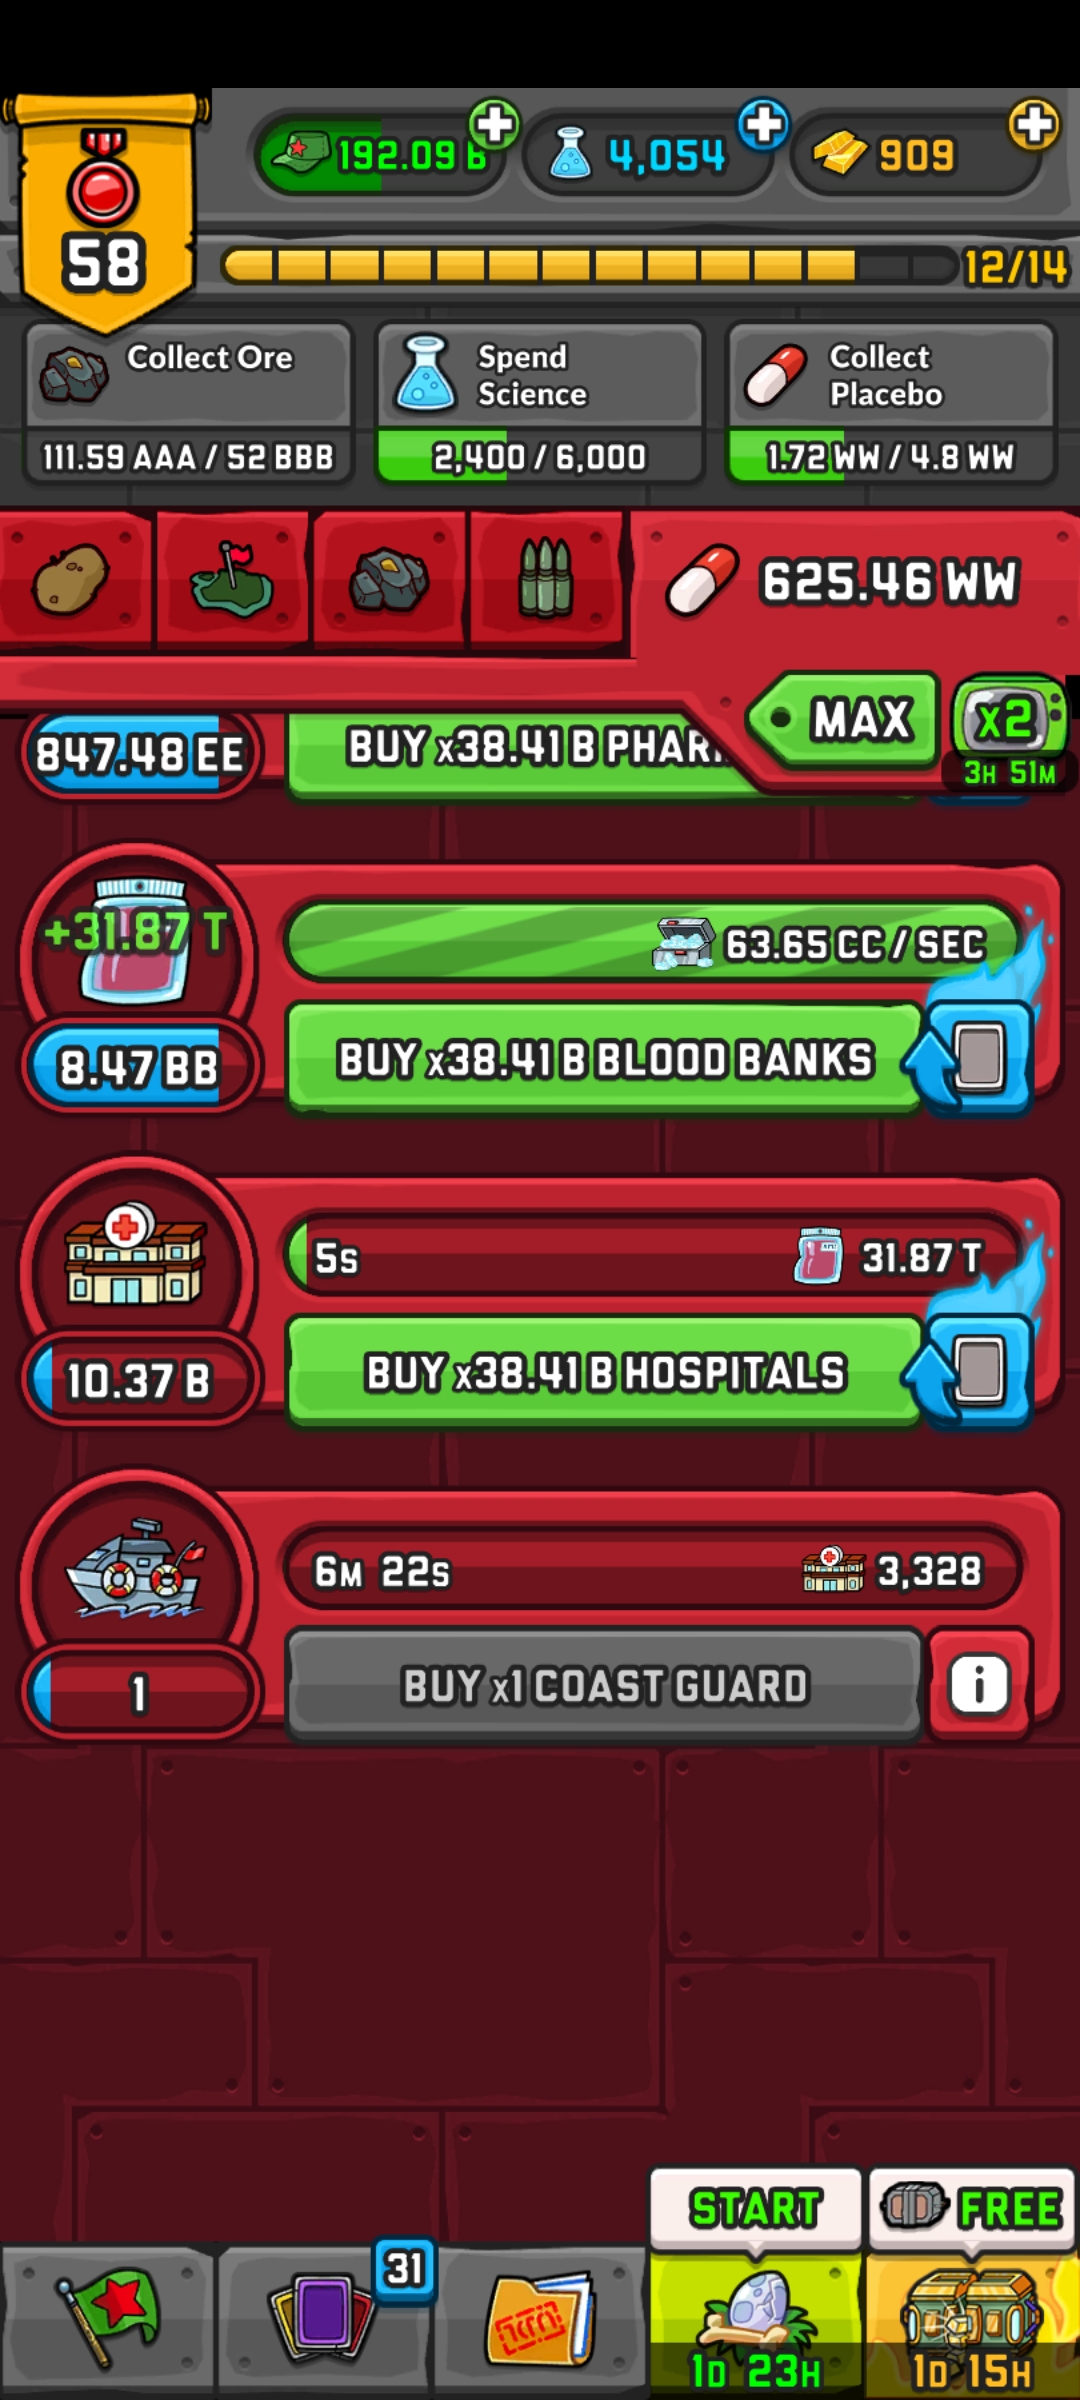 58
192.09 B
4,054
909
12/14
Collect Ore
111.59 AAA / 52 BBB
Spend
Science
2,400 / 6,000
Collect
Placebo
1.72 WW / 4.8 WW
625.46 WW
MAX
x2
3H 51M
847.48 EE
BUY x38.41 B
+31.87 T
63.65 CC / SEC
8.47 BB
BUY x38.41 B BLOOD BANKS
5S
31.87 T
10.37 B
BUY x38.41 B HOSPITALS
6M 22S
3,328
1
BUY x1 COAST GUARD
i
START
FREE
31
1D 23H
1D 15H